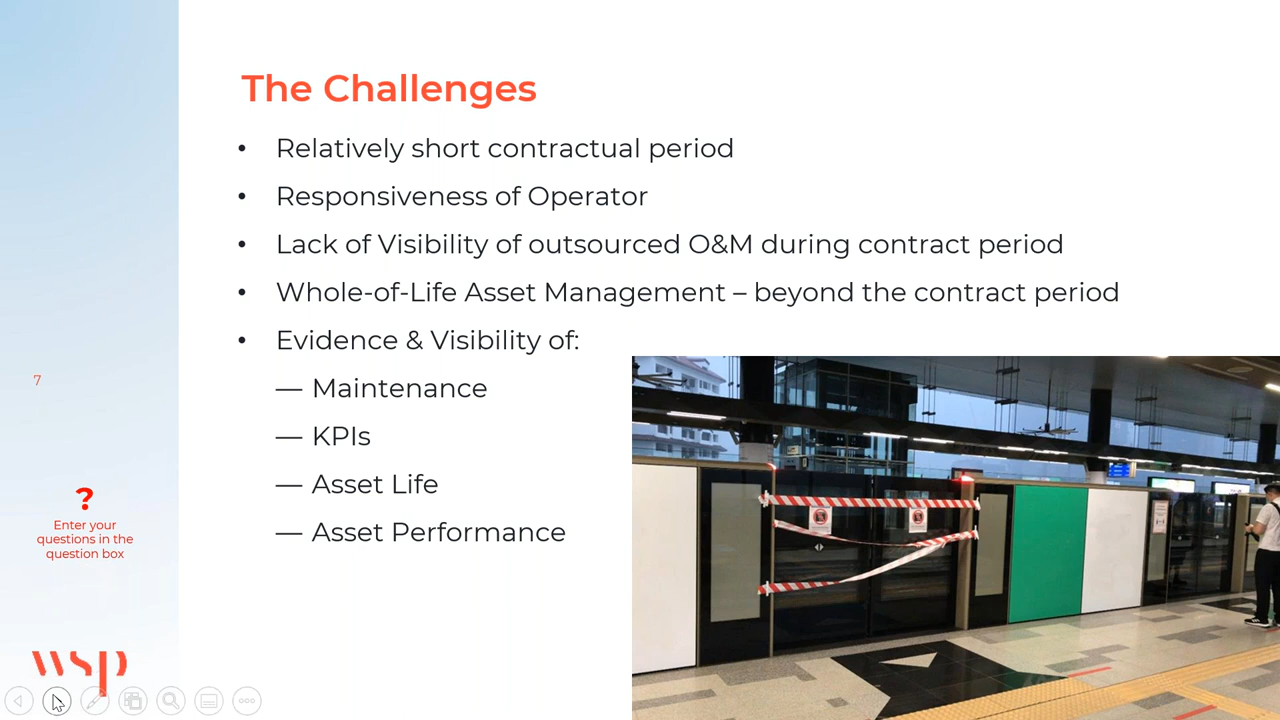 The Challenges
• Relatively short contractual period
• Responsiveness of Operator
• Lack of Visibility of outsourced O&M during contract period
• Whole-of-Life Asset Management – beyond the contract period
• Evidence & Visibility of:
— Maintenance
— KPIs
— Asset Life
— Asset Performance
7
?
Enter your
questions in the
question box
wsp